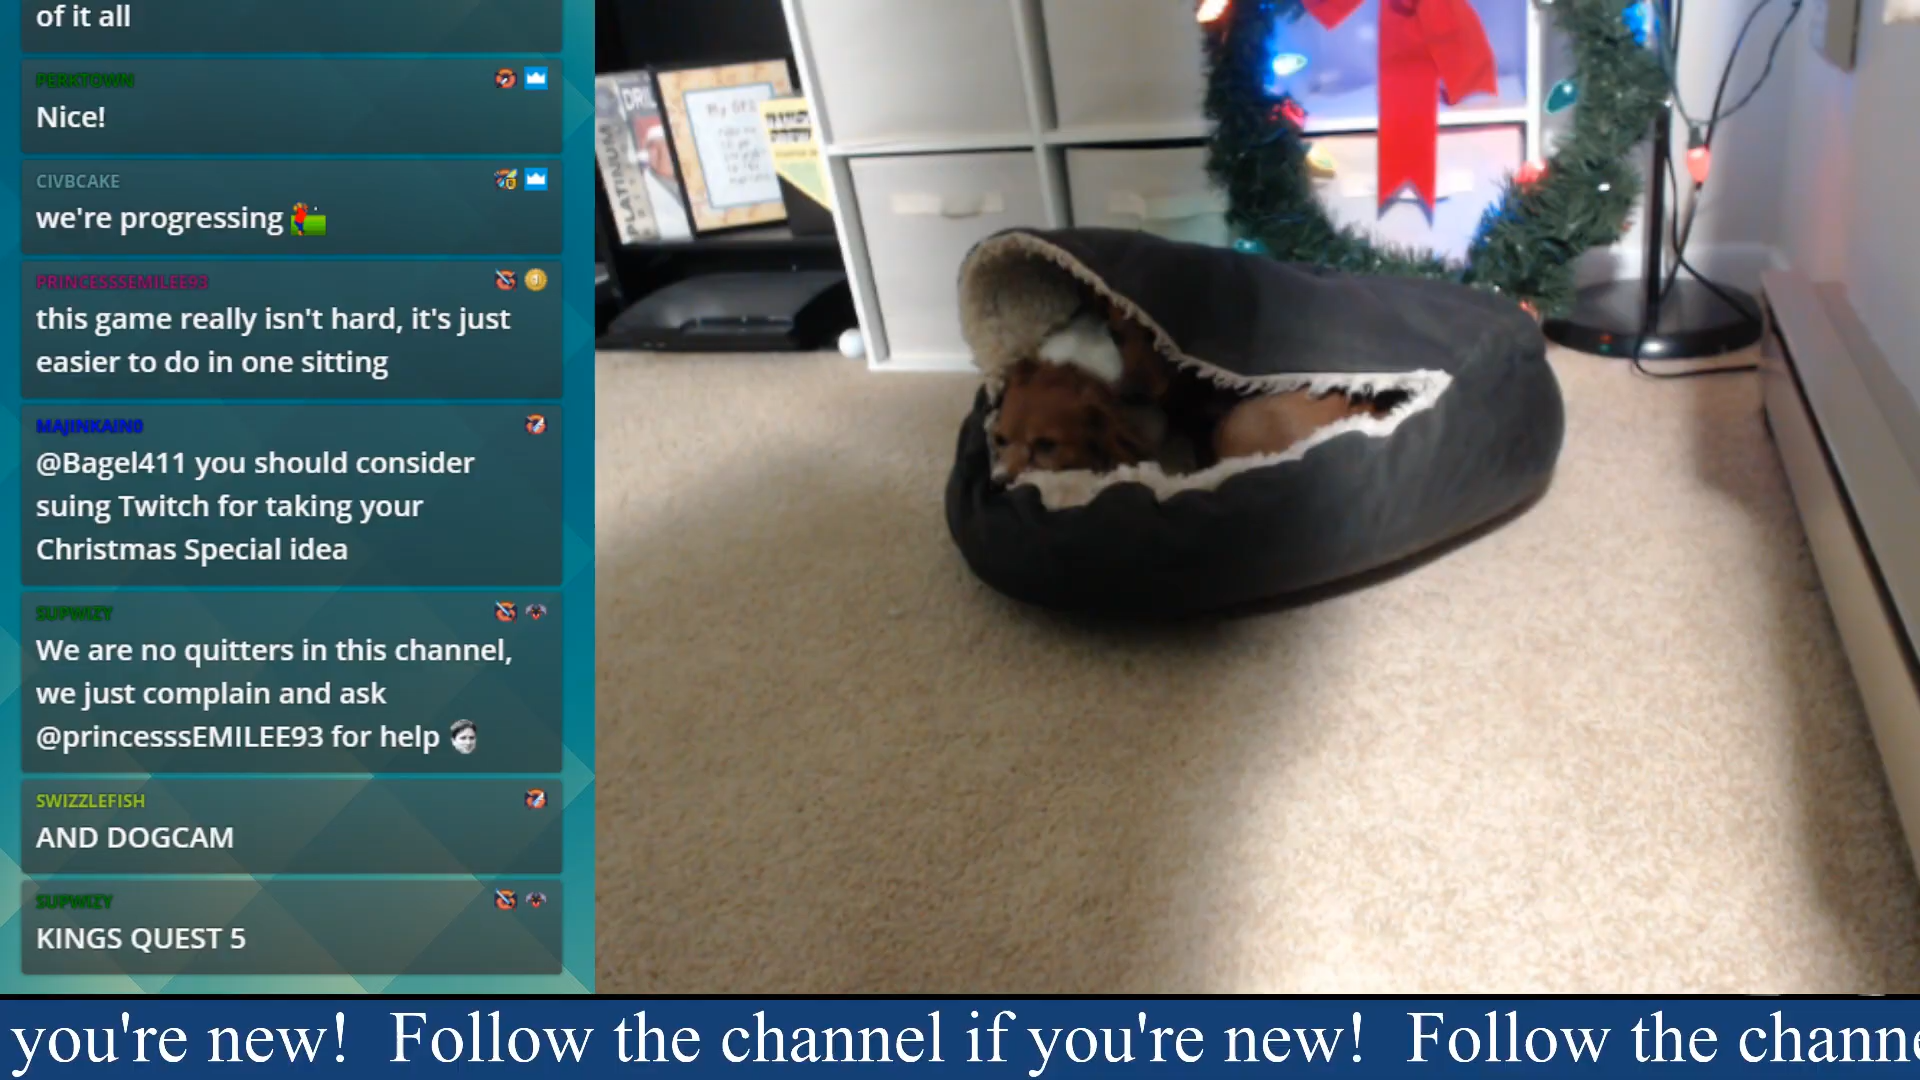 of it all
PERKTOWN
Nice!
CIVBCAKE
we're progressing
PRINCESSSEMILEE93
this game really isn't hard, it's just
easier to do in one sitting
MAJINKAIN0
@Bagel411 you should consider
suing Twitch for taking your
Christmas Special idea
SUPWIZY
We are no quitters in this channel,
we just complain and ask
@princesssEMILEE93 for help
SWIZZLEFISH
AND DOGCAM
SUPWIZY
KINGS QUEST 5
DRIL
PLATINUM
you're new! Follow the channel if you're new! Follow the channe